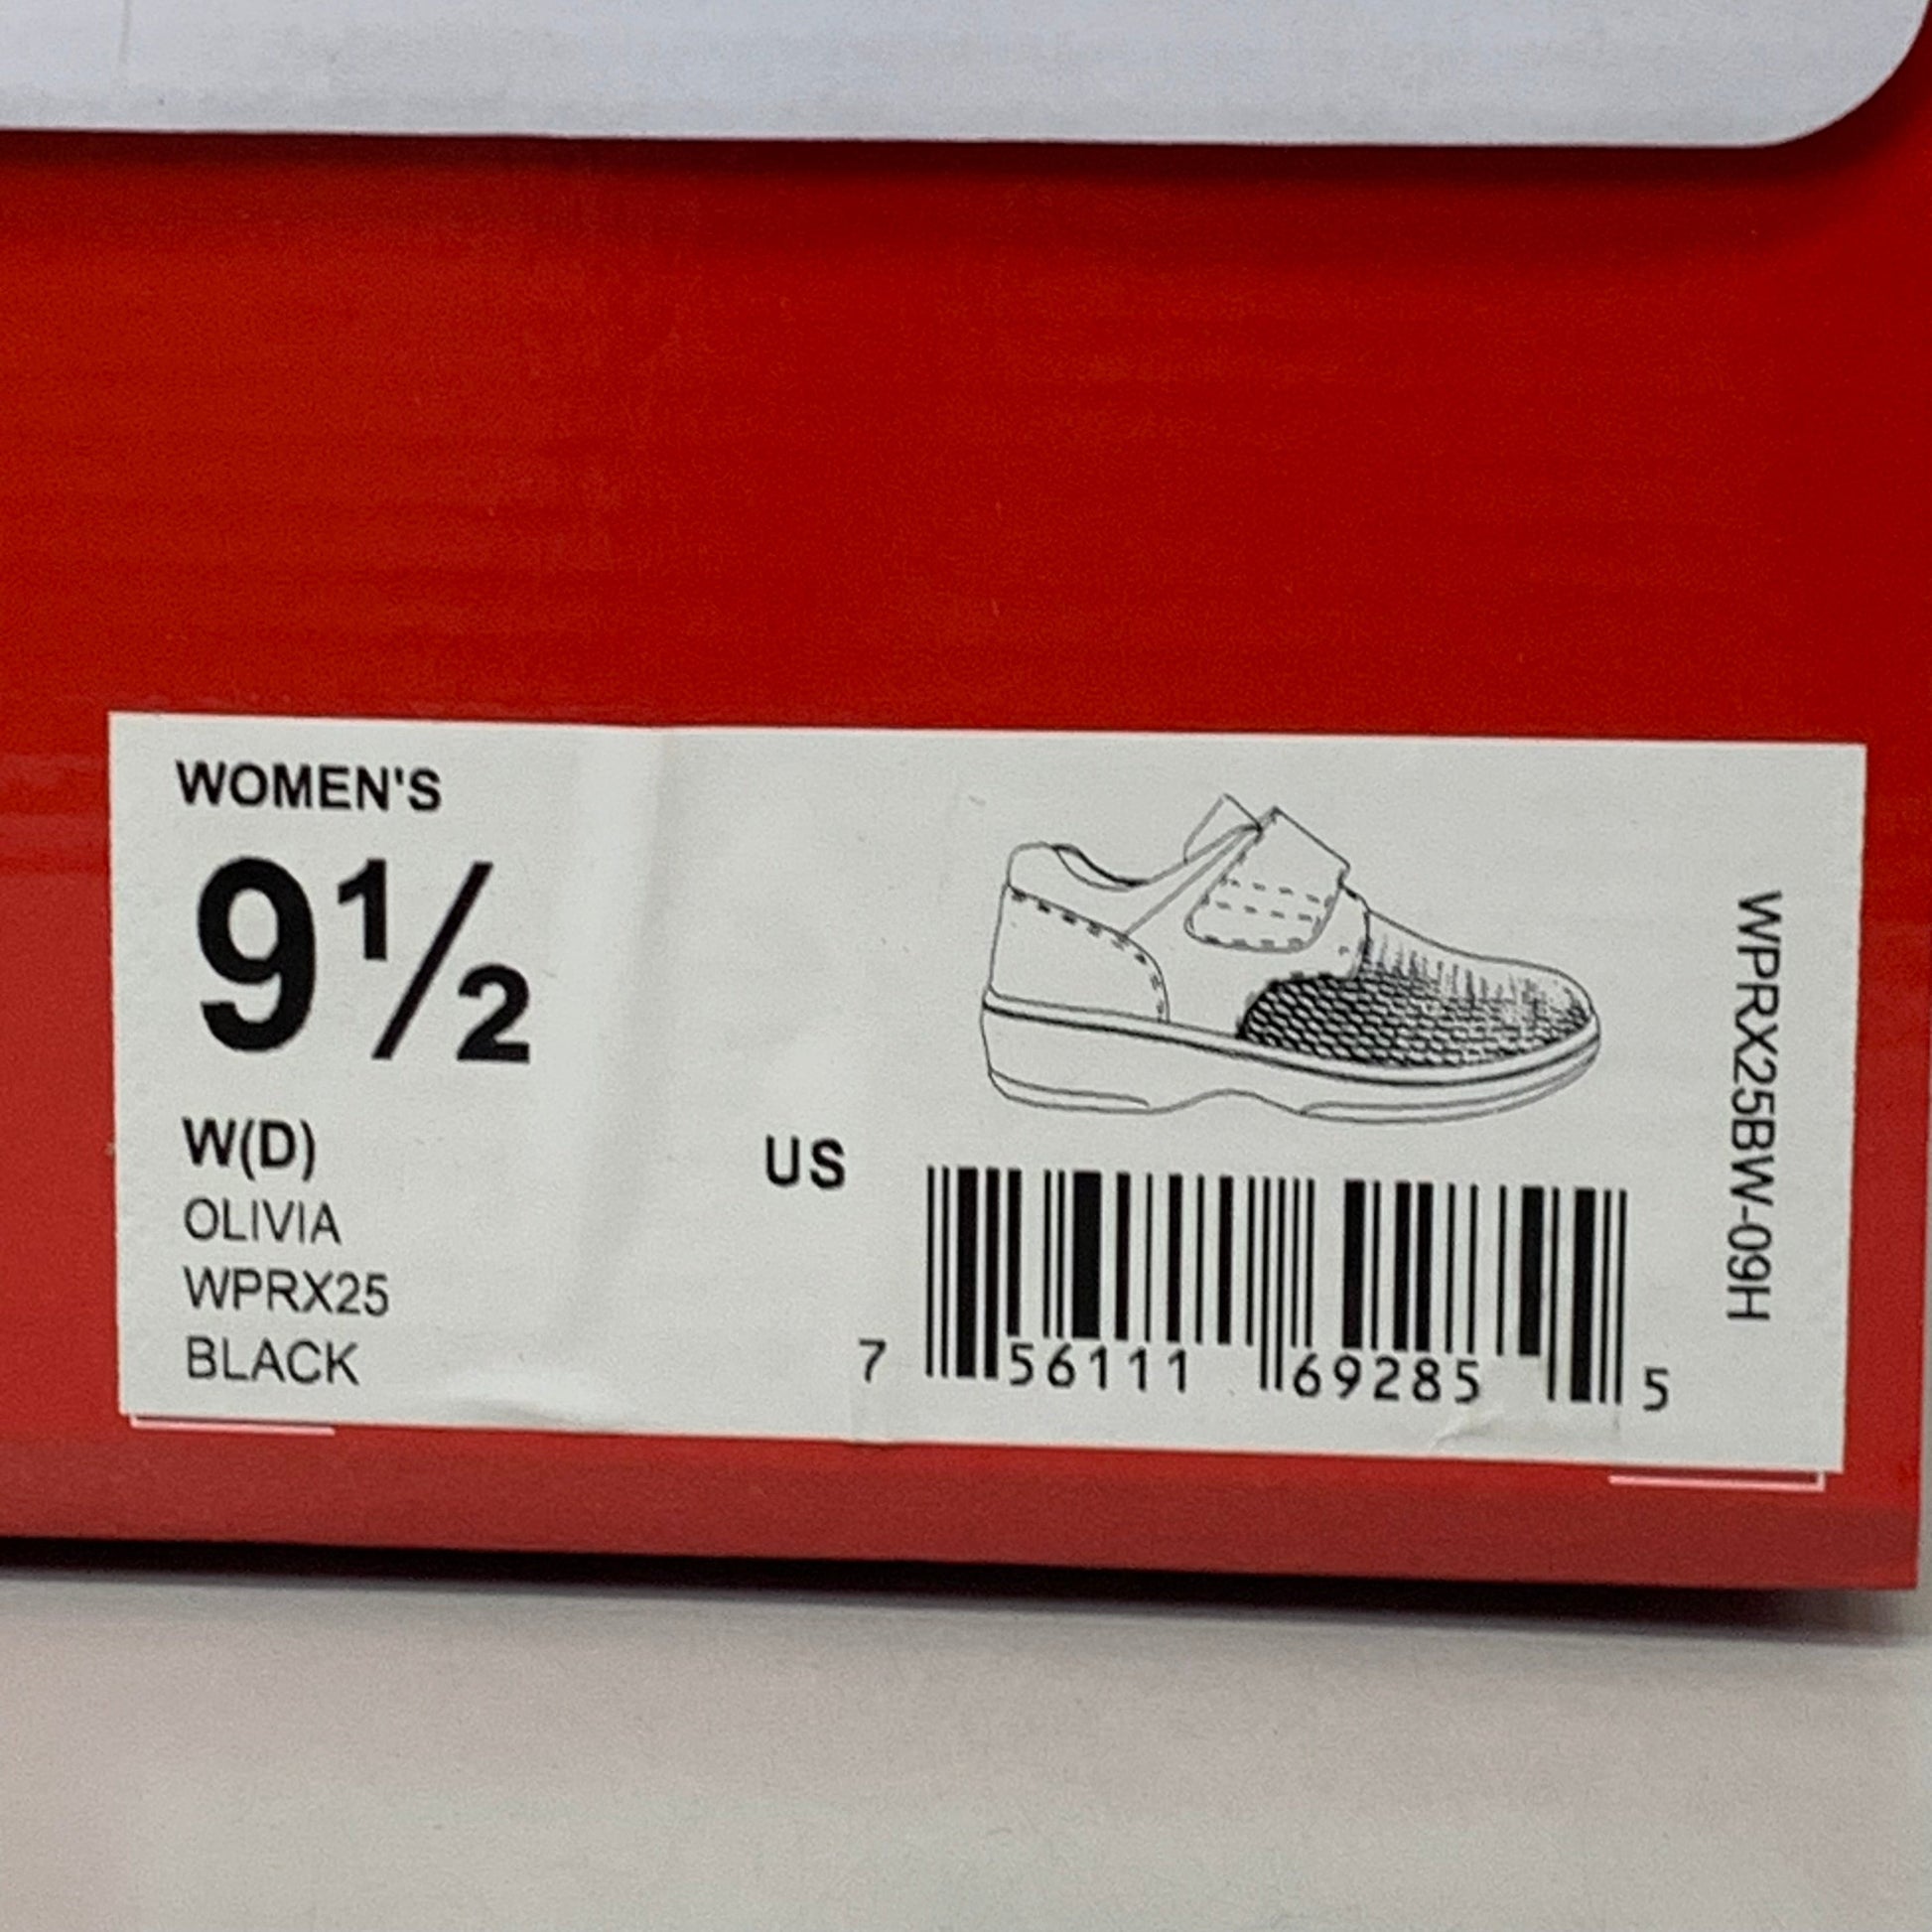 WOMEN'S
9½
W(D)
OLIVIA
WPRX25
BLACK
US
7 56111 69285 5
WPRX25BW-09H